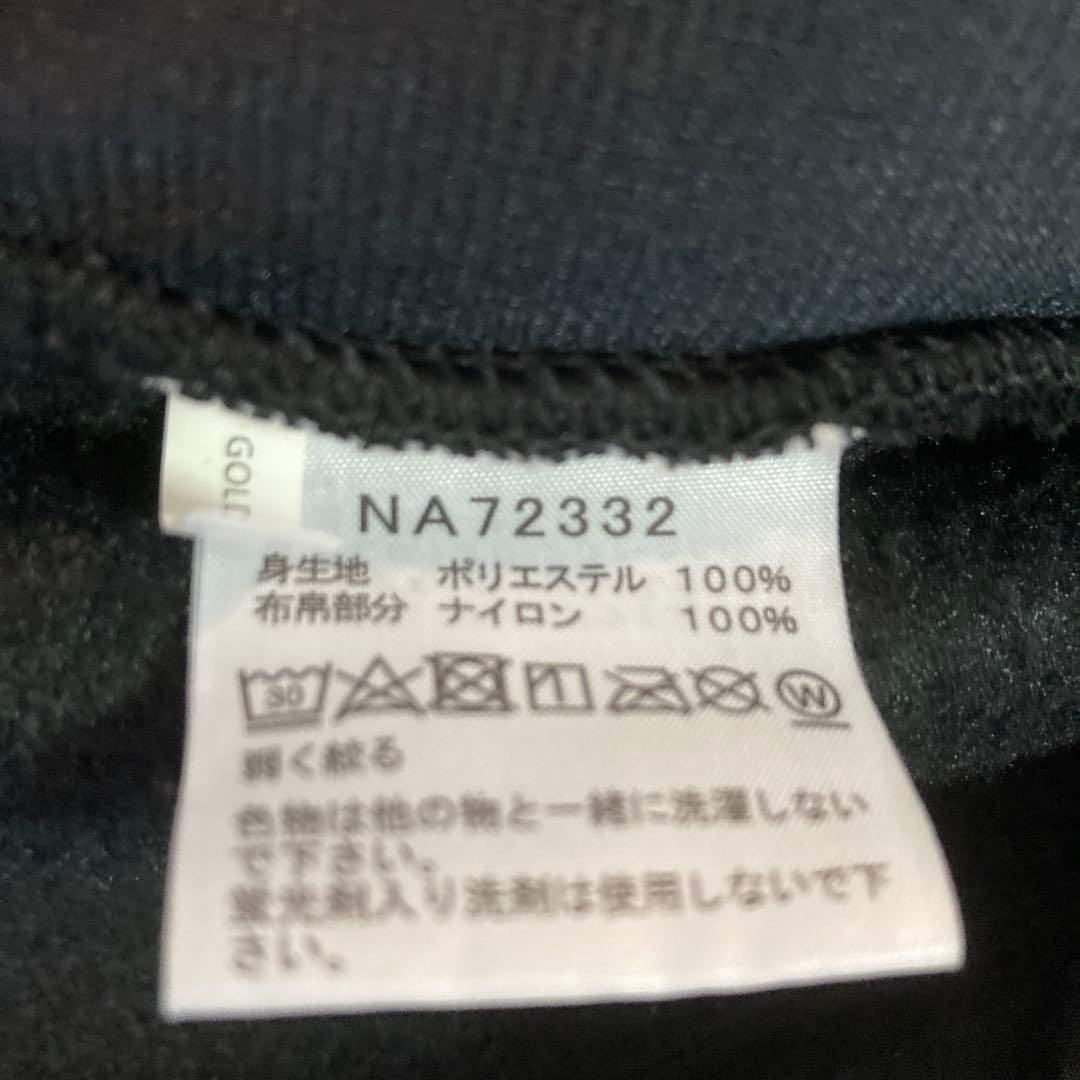 GOLD
NA72332
身生地 ポリエステル 100%
布帛部分 ナイロン 100%
30
W
弱く絞る
色物は他の物と一緒に洗濯しない
で下さい。
蛍光剤入り洗剤は使用しないで下
さい。